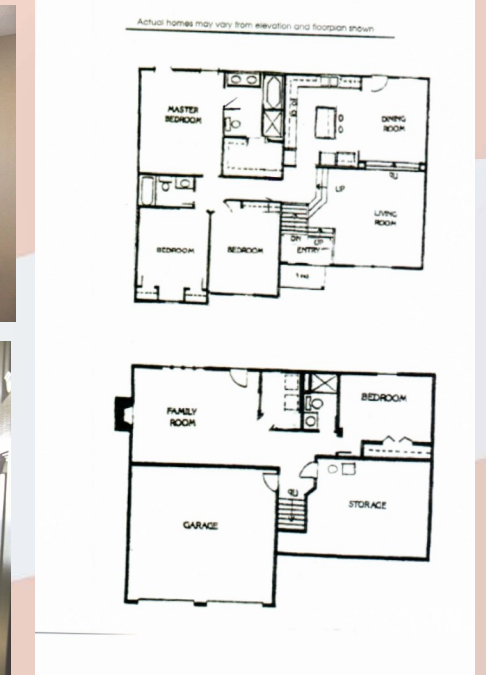 Actual homes may vary from elevation and floorplan shown
MASTER
BEDROOM
DINING
ROOM
UP
LIVING
ROOM
BEDROOM
BEDROOM
DN
UP
ENTRY
FAMILY
ROOM
BEDROOM
STORAGE
GARAGE